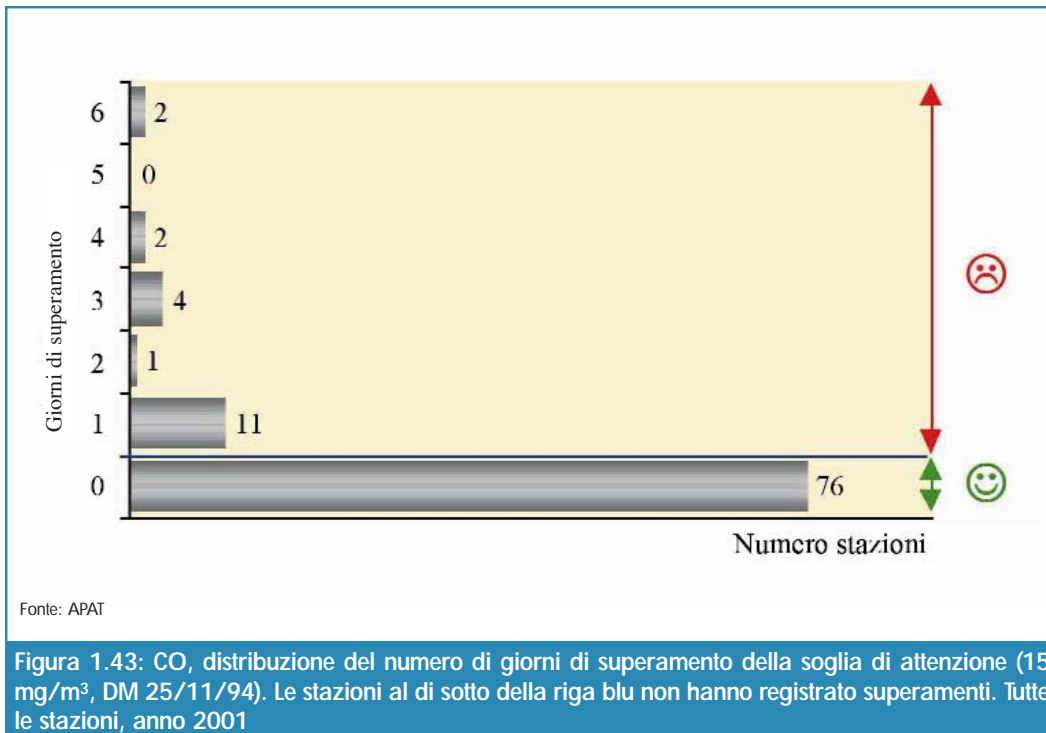 6 2
5 0
4 2
3 4
2 1
1 11
0 76
Giorni di superamento
Numero stazioni
Fonte: APAT
Figura 1.43: CO, distribuzione del numero di giorni di superamento della soglia di attenzione (15
mg/m³, DM 25/11/94). Le stazioni al di sotto della riga blu non hanno registrato superamenti. Tutte
le stazioni, anno 2001